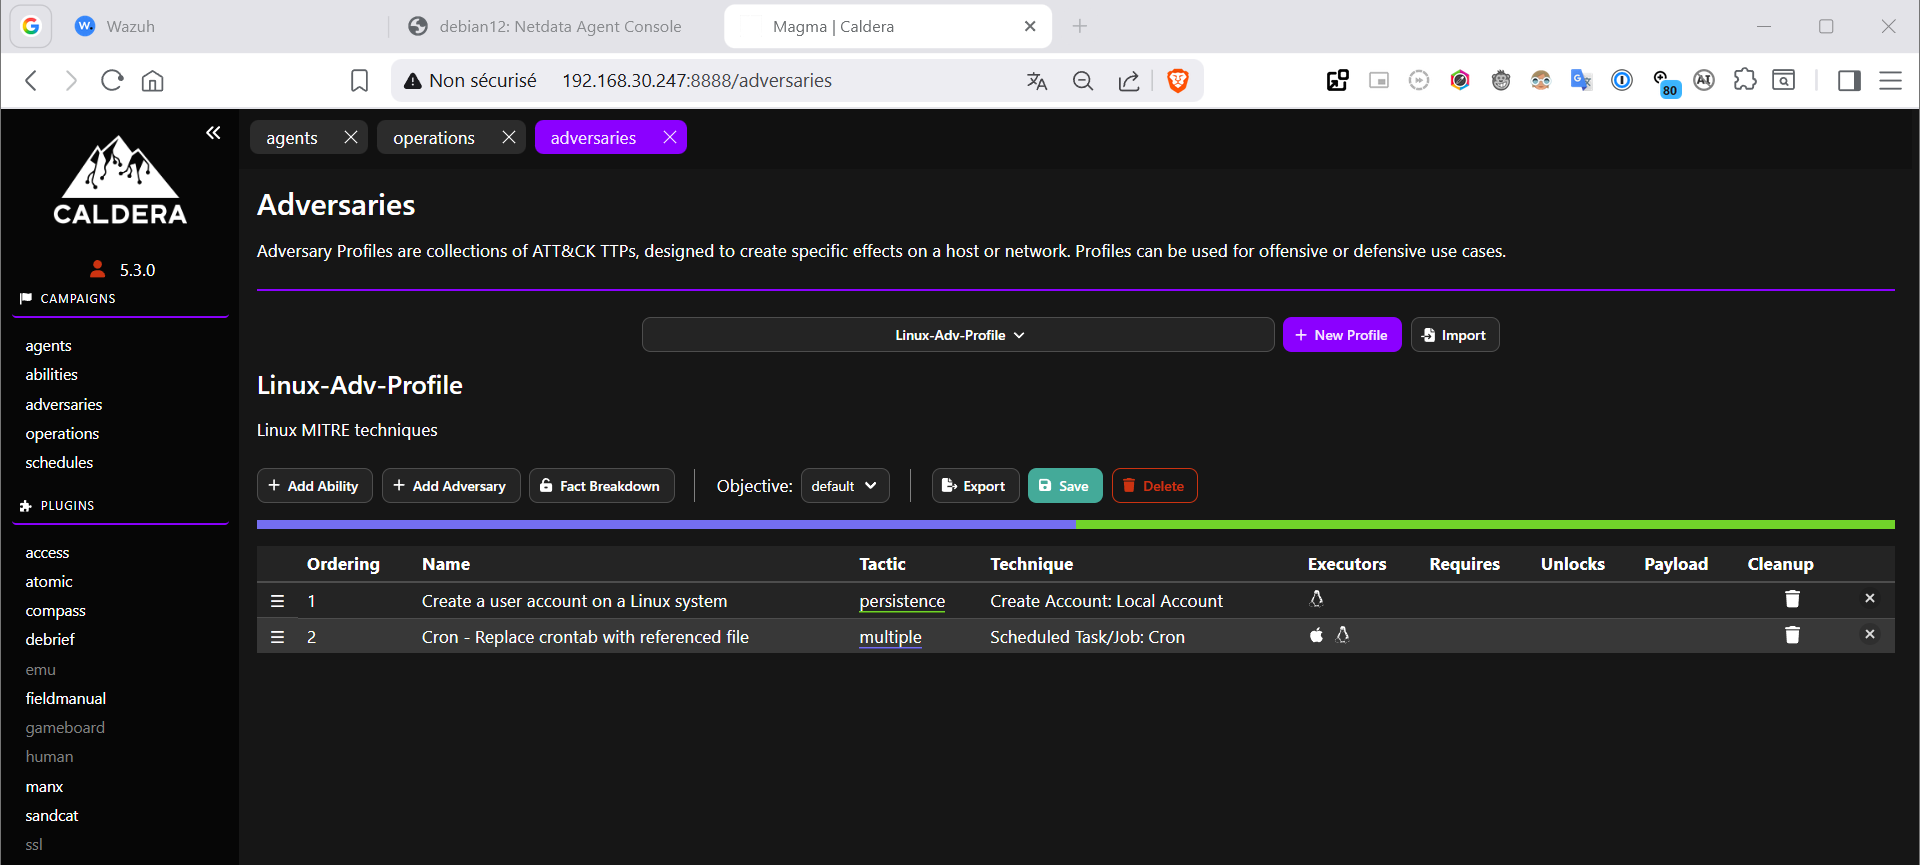 Wazuh
debian12: Netdata Agent Console
Magma | Caldera
Non sécurisé 192.168.30.247:8888/adversaries
80
CALDERA
5.3.0
CAMPAIGNS
agents
abilities
adversaries
operations
schedules
PLUGINS
access
atomic
compass
debrief
emu
fieldmanual
gameboard
human
manx
sandcat
ssl
agents
operations
adversaries
Adversaries
Adversary Profiles are collections of ATT&CK TTPs, designed to create specific effects on a host or network. Profiles can be used for offensive or defensive use cases.
Linux-Adv-Profile
New Profile
Import
Linux-Adv-Profile
Linux MITRE techniques
Add Ability
Add Adversary
Fact Breakdown
Objective: default
Export
Save
Delete
Ordering Name Tactic Technique Executors Requires Unlocks Payload Cleanup
1 Create a user account on a Linux system persistence Create Account: Local Account
2 Cron - Replace crontab with referenced file multiple Scheduled Task/Job: Cron